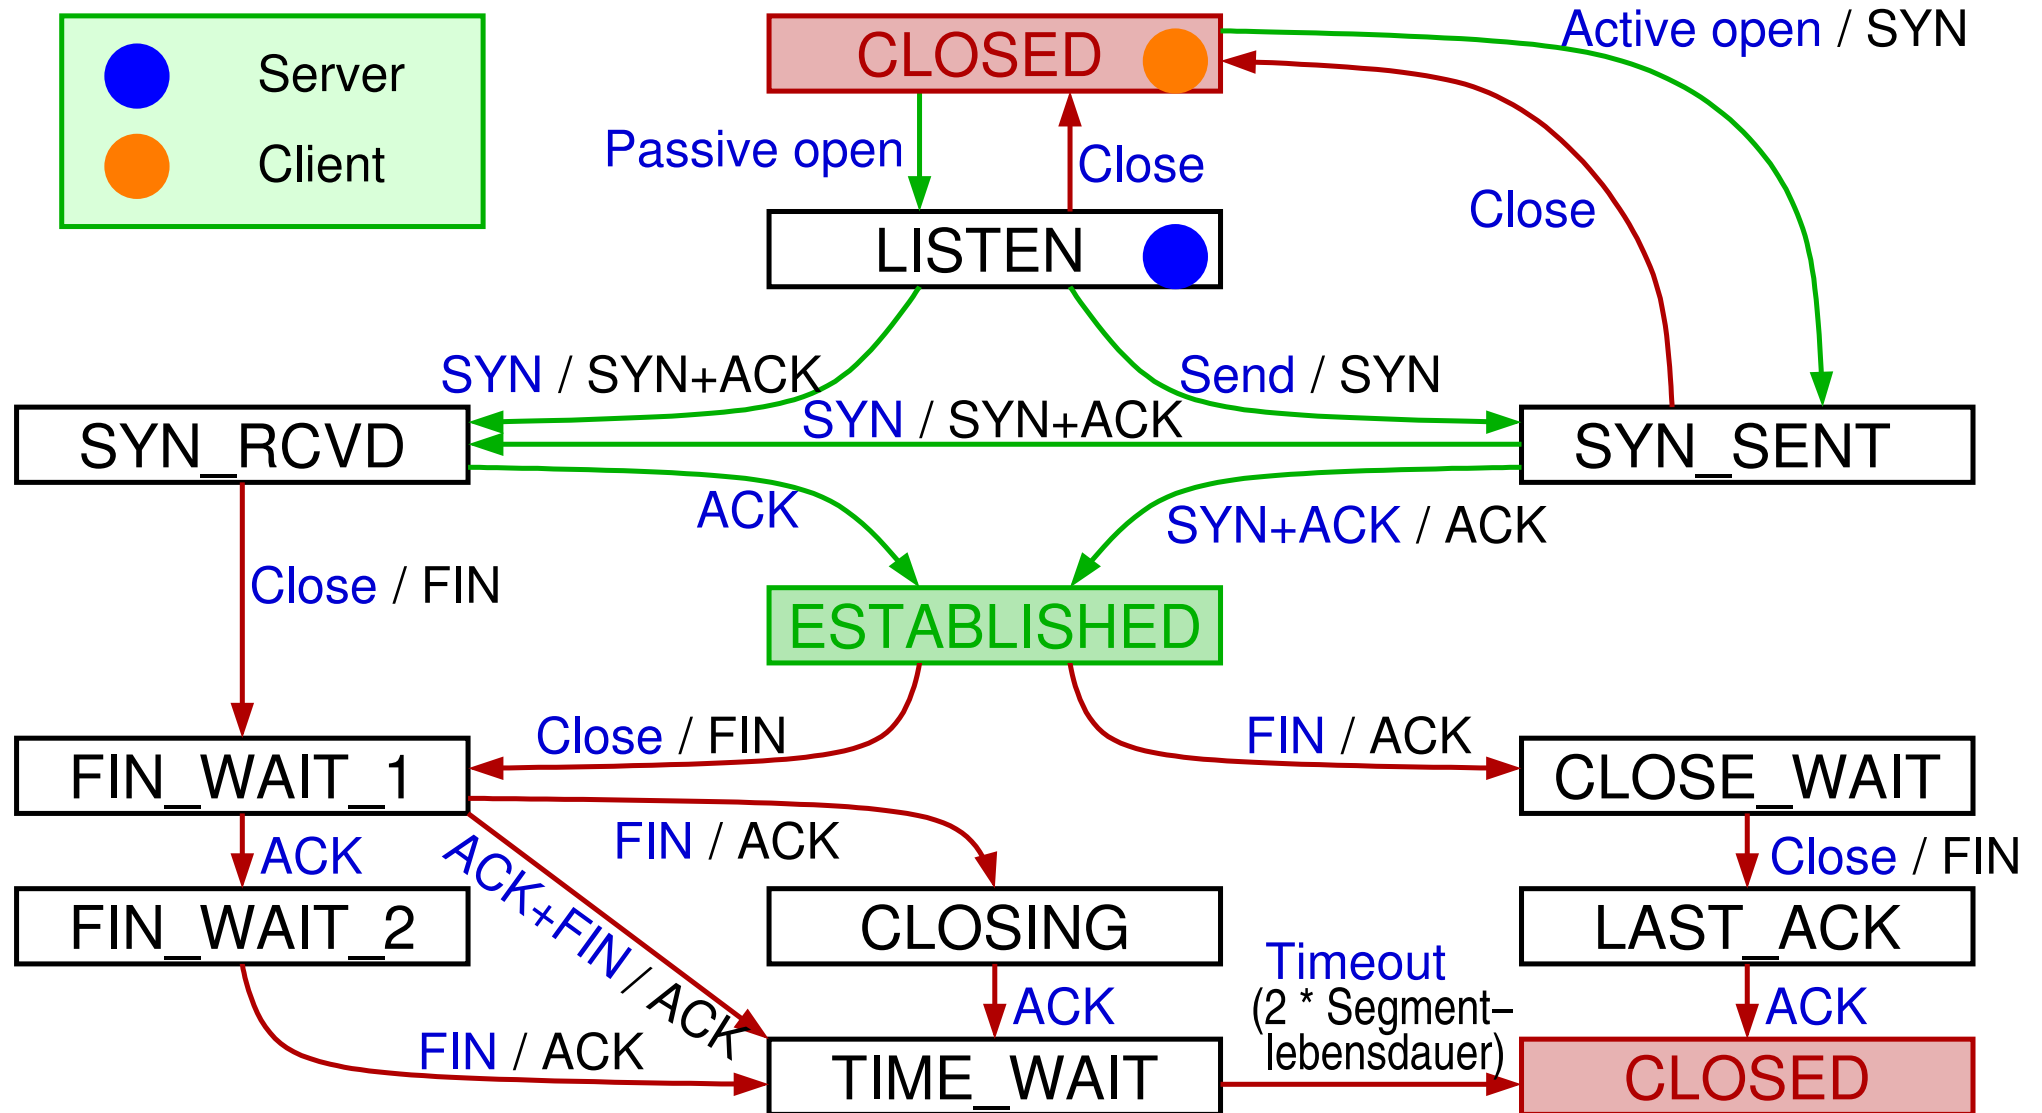 Server
Client
CLOSED
Active open / SYN
Passive open
Close
Close
LISTEN
SYN / SYN+ACK
Send / SYN
SYN / SYN+ACK
SYN_RCVD
SYN_SENT
ACK
SYN+ACK / ACK
Close / FIN
ESTABLISHED
Close / FIN
FIN / ACK
FIN_WAIT_1
CLOSE_WAIT
ACK
ACK+FIN / ACK
FIN / ACK
Close / FIN
FIN_WAIT_2
CLOSING
LAST_ACK
Timeout
(2 * Segment–
lebensdauer)
ACK
ACK
FIN / ACK
TIME_WAIT
CLOSED